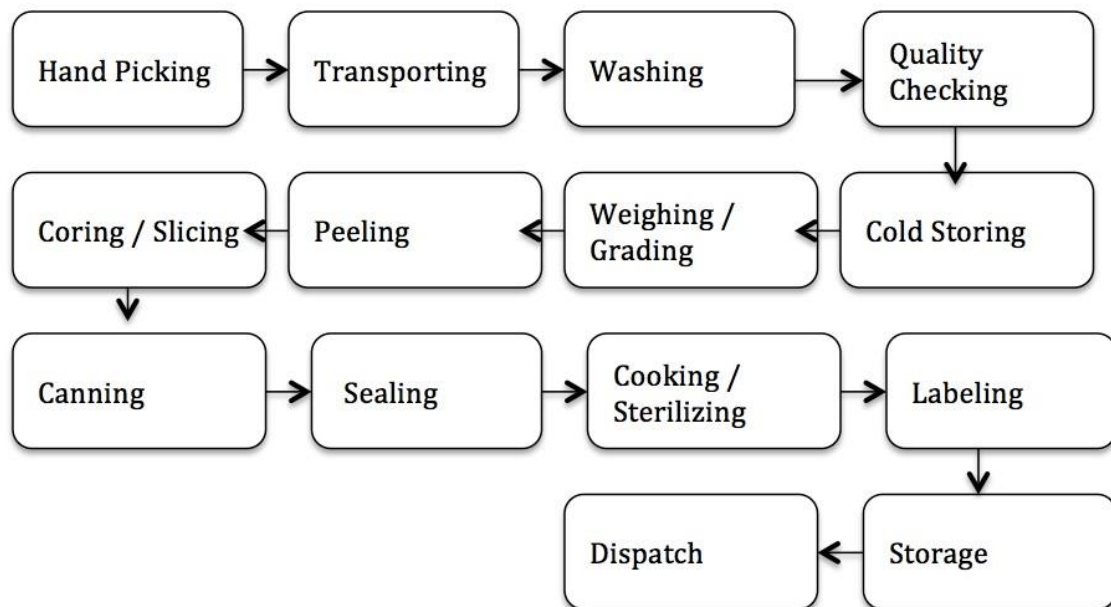 Hand Picking
Transporting
Washing
Quality
Checking
Cold Storing
Weighing /
Grading
Peeling
Coring / Slicing
Canning
Sealing
Cooking /
Sterilizing
Labeling
Storage
Dispatch